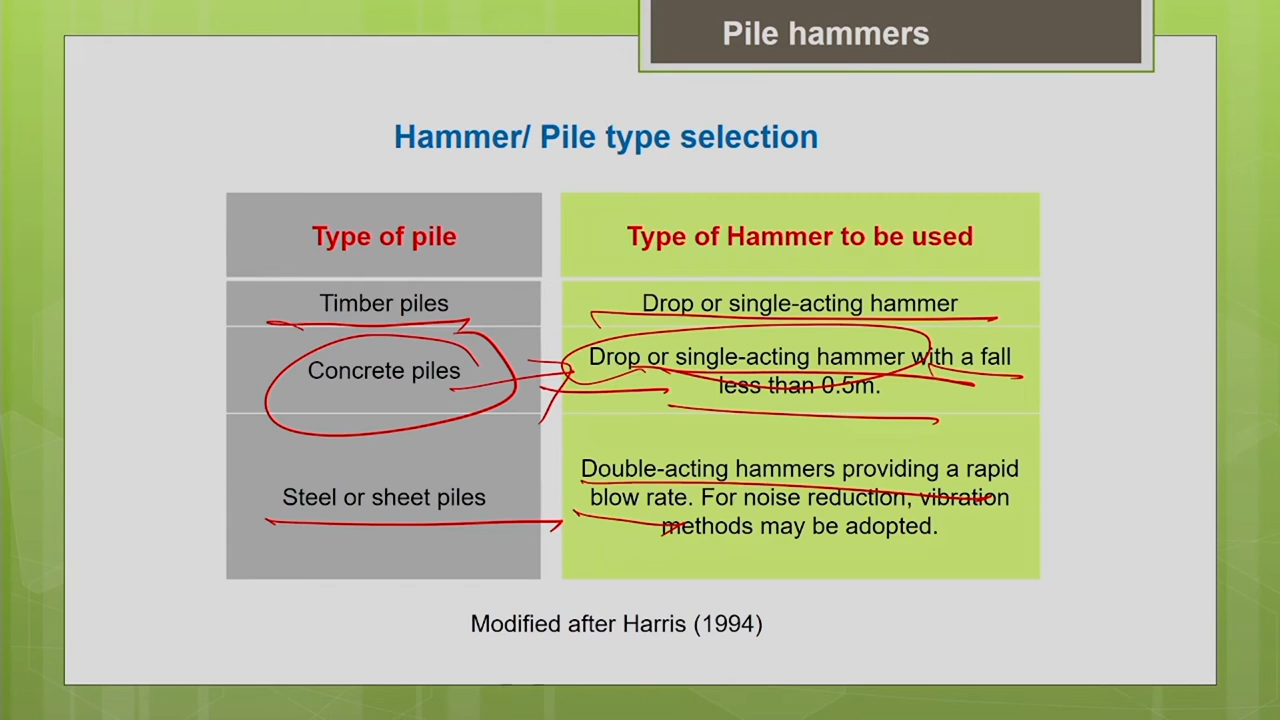 Pile hammers
Hammer/ Pile type selection
Type of pile
Type of Hammer to be used
Timber piles
Drop or single-acting hammer
Concrete piles
Drop or single-acting hammer with a fall
less than 0.5m.
Steel or sheet piles
Double-acting hammers providing a rapid
blow rate. For noise reduction, vibration
methods may be adopted.
Modified after Harris (1994)